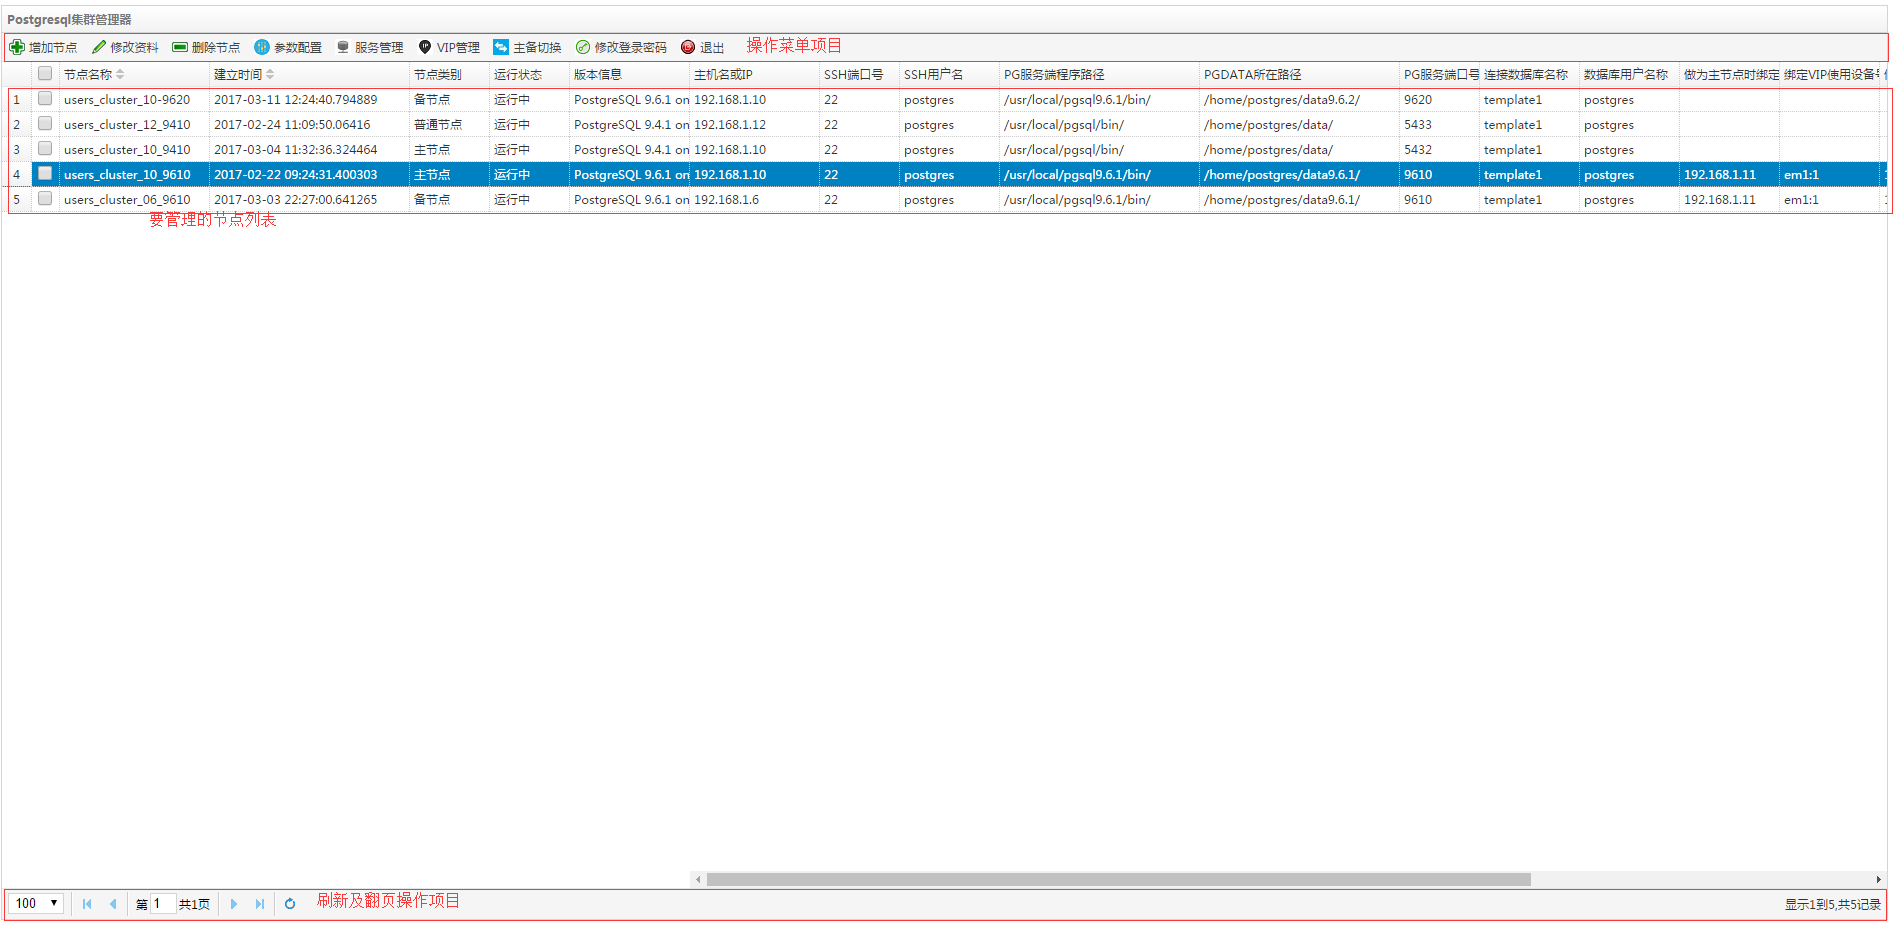 Postgresql集群管理器
增加节点 修改资料 删除节点 参数配置 服务管理 VIP管理 主备切换 修改登录密码 退出 操作菜单项目
节点名称 建立时间 节点类别 运行状态 版本信息 主机名或IP SSH端口号 SSH用户名 PG服务端程序路径 PGDATA所在路径 PG服务端口号 连接数据库名称 数据库用户名称 做为主节点时绑定 绑定VIP使用设备
1 users_cluster_10-9620 2017-03-11 12:24:40.794889 备节点 运行中 PostgreSQL 9.6.1 on 192.168.1.10 22 postgres /usr/local/pgsql9.6.1/bin/ /home/postgres/data9.6.2/ 9620 template1 postgres
2 users_cluster_12_9410 2017-02-24 11:09:50.06416 普通节点 运行中 PostgreSQL 9.4.1 on 192.168.1.12 22 postgres /usr/local/pgsql/bin/ /home/postgres/data/ 5433 template1 postgres
3 users_cluster_10_9410 2017-03-04 11:32:36.324464 主节点 运行中 PostgreSQL 9.4.1 on 192.168.1.10 22 postgres /usr/local/pgsql/bin/ /home/postgres/data/ 5432 template1 postgres
4 users_cluster_10_9610 2017-02-22 09:24:31.400303 主节点 运行中 PostgreSQL 9.6.1 on 192.168.1.10 22 postgres /usr/local/pgsql9.6.1/bin/ /home/postgres/data9.6.1/ 9610 template1 postgres 192.168.1.11 em1:1
5 users_cluster_06_9610 2017-03-03 22:27:00.641265 备节点 运行中 PostgreSQL 9.6.1 on 192.168.1.6 22 postgres /usr/local/pgsql9.6.1/bin/ /home/postgres/data9.6.1/ 9610 template1 postgres 192.168.1.11 em1:1
要管理的节点列表
100 第 1 共1页 刷新及翻页操作项目 显示1到5,共5记录